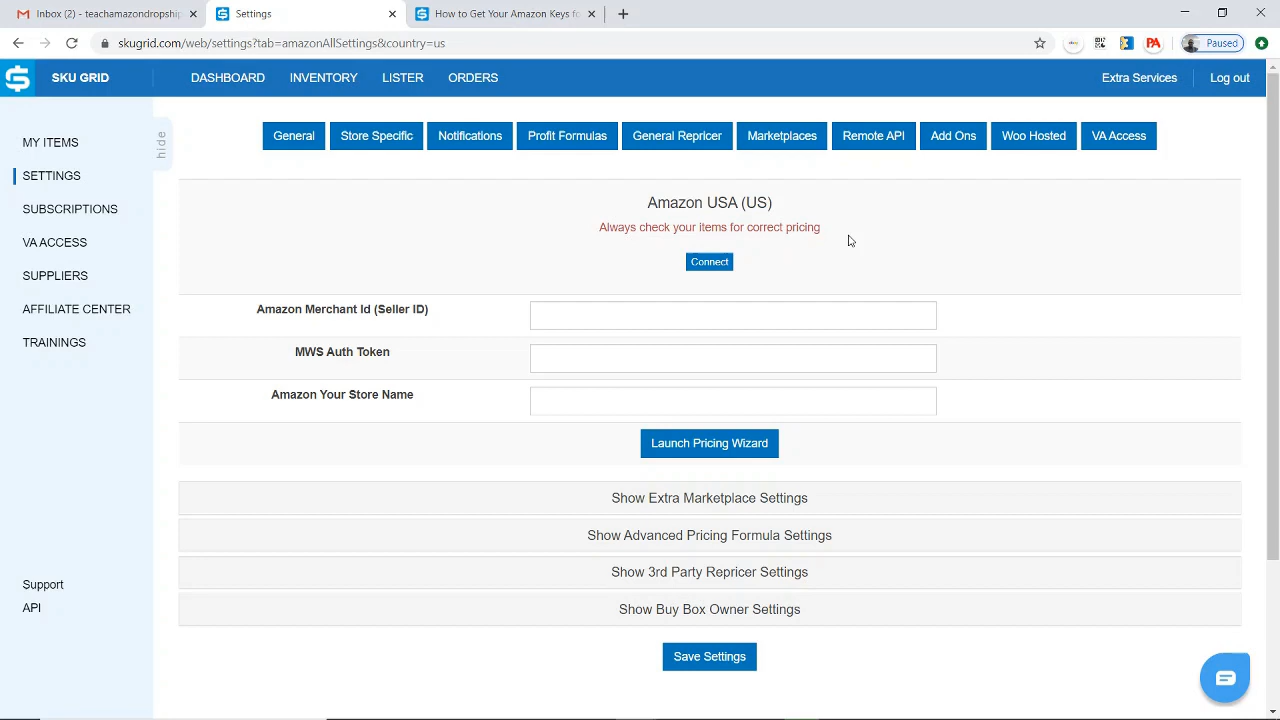 Inbox (2) - teachamazondropship
Settings
How to Get Your Amazon Keys fo
skugrid.com/web/settings?tab=amazonAllSettings&country=us
PA
Paused
SKU GRID
DASHBOARD
INVENTORY
LISTER
ORDERS
Extra Services
Log out
MY ITEMS
SETTINGS
SUBSCRIPTIONS
VA ACCESS
SUPPLIERS
AFFILIATE CENTER
TRAININGS
Support
API
hide
General
Store Specific
Notifications
Profit Formulas
General Repricer
Marketplaces
Remote API
Add Ons
Woo Hosted
VA Access
Amazon USA (US)
Always check your items for correct pricing
Connect
Amazon Merchant Id (Seller ID)
MWS Auth Token
Amazon Your Store Name
Launch Pricing Wizard
Show Extra Marketplace Settings
Show Advanced Pricing Formula Settings
Show 3rd Party Repricer Settings
Show Buy Box Owner Settings
Save Settings